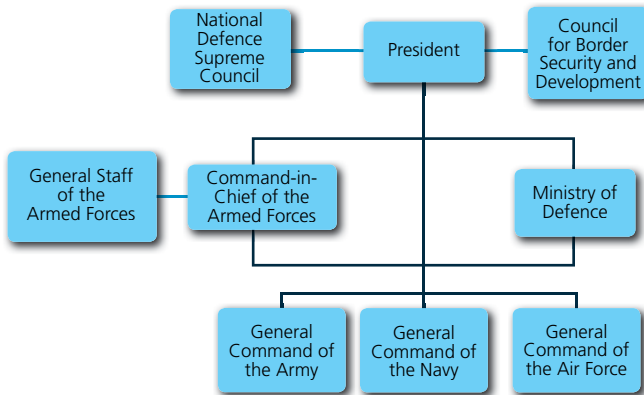 National
Defence
Supreme
Council
President
Council
for Border
Security and
Development
General Staff
of the
Armed Forces
Command-in-
Chief of the
Armed Forces
Ministry of
Defence
General
Command of
the Army
General
Command of
the Navy
General
Command of
the Air Force